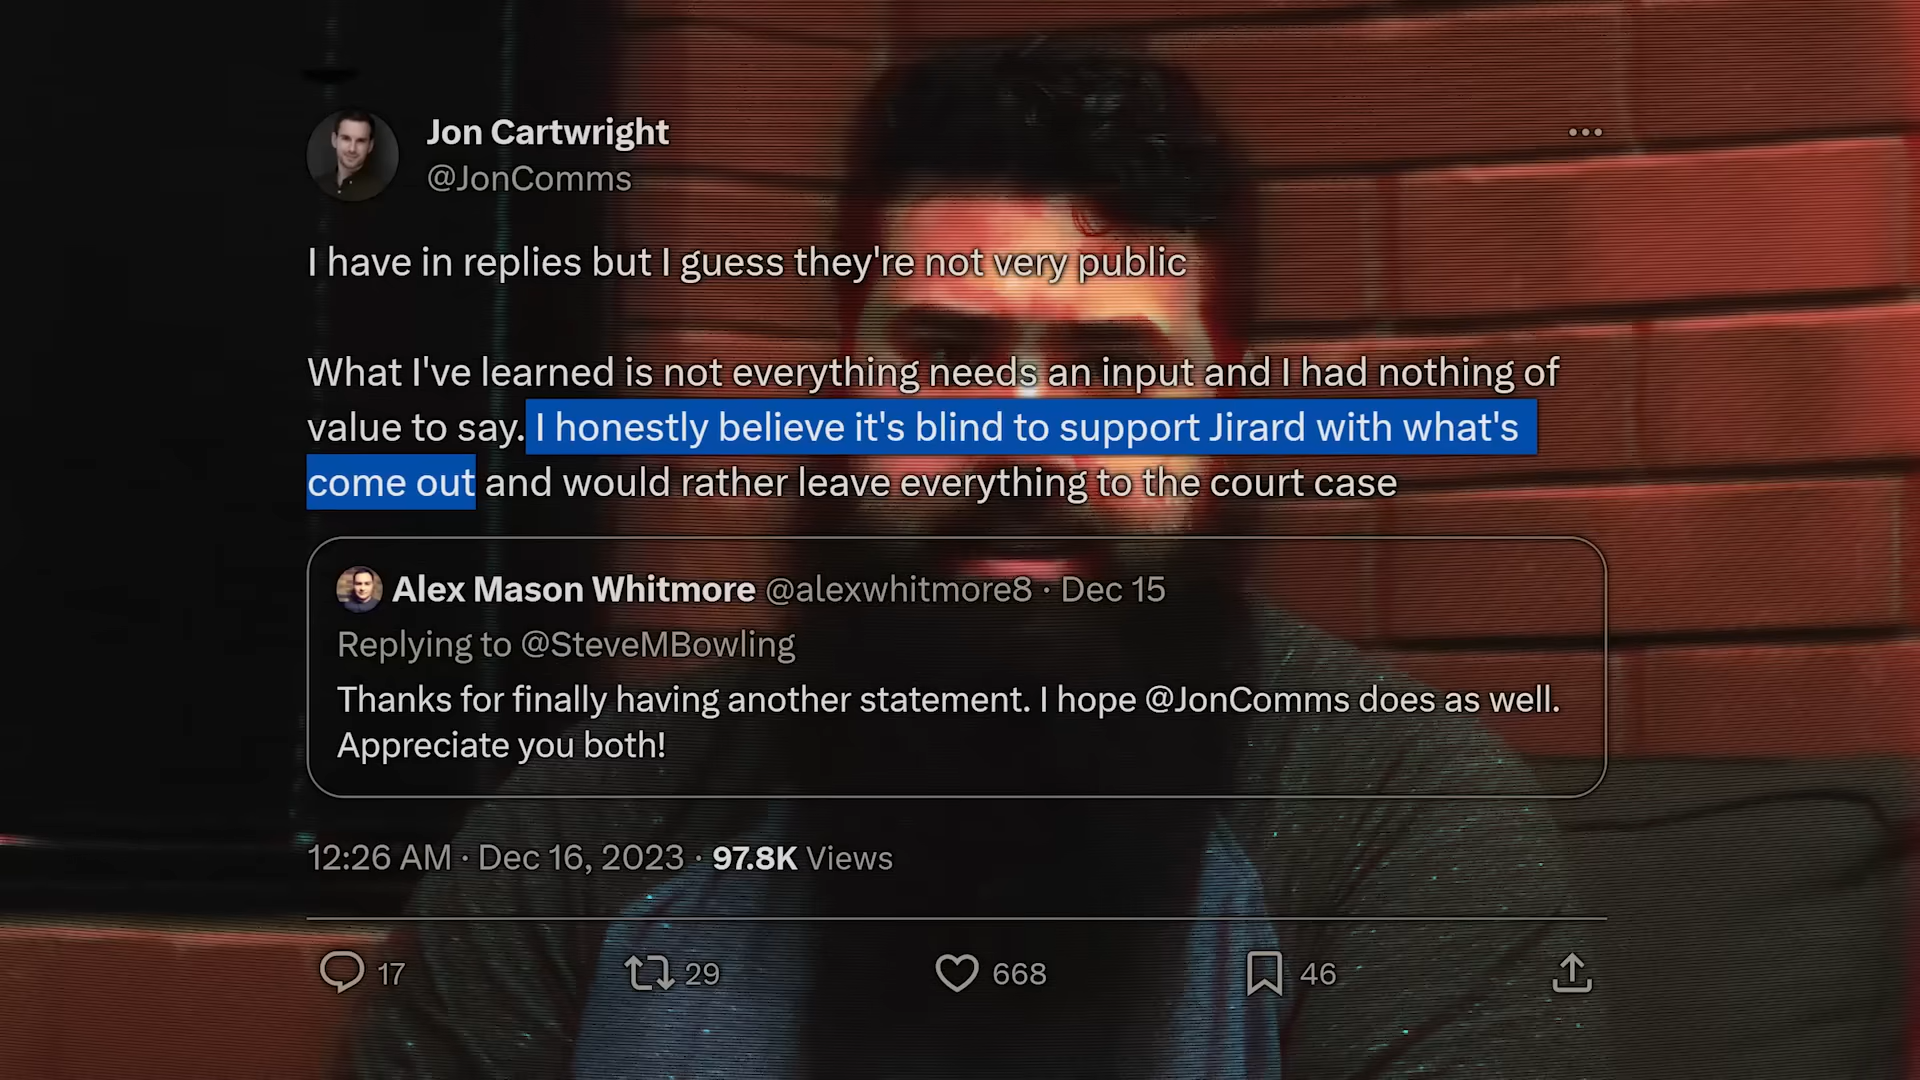 Jon Cartwright
@JonComms
I have in replies but I guess they're not very public
What I've learned is not everything needs an input and I had nothing of
value to say. I honestly believe it's blind to support Jirard with what's
come out and would rather leave everything to the court case
Alex Mason Whitmore @alexwhitmore8 · Dec 15
Replying to @SteveMBowling
Thanks for finally having another statement. I hope @JonComms does as well.
Appreciate you both!
12:26 AM · Dec 16, 2023 · 97.8K Views
17 29 668 46